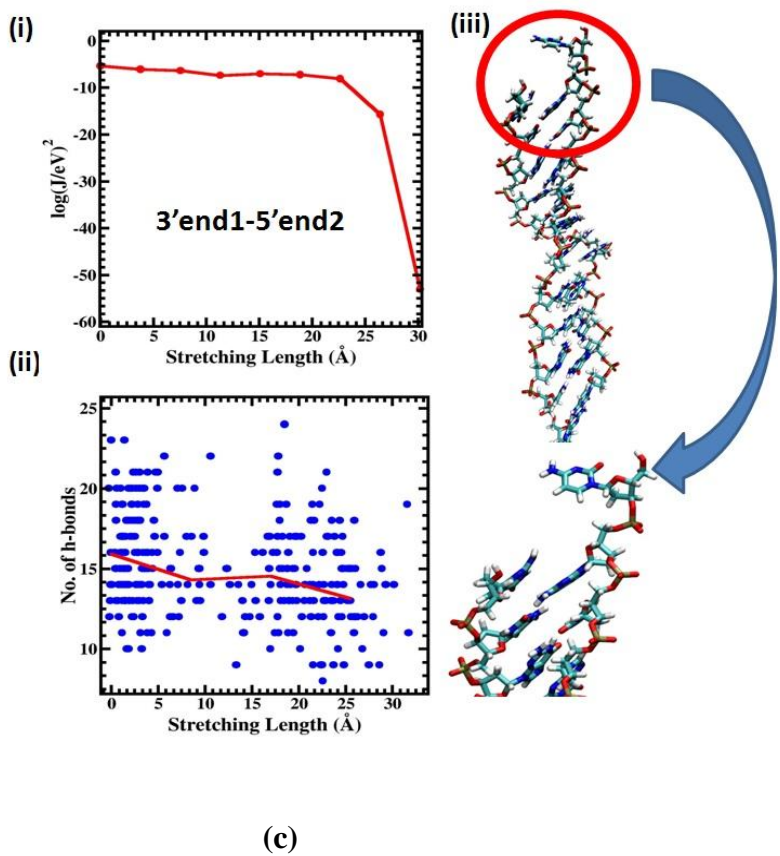 (i)
0
-10
-20
-30
-40
-50
-60
log(J/eV)²
3'end1-5'end2
0 5 10 15 20 25 30
Stretching Length (Å)
(ii)
25
20
15
10
No. of h-bonds
0 5 10 15 20 25 30
Stretching Length (Å)
(iii)
(c)